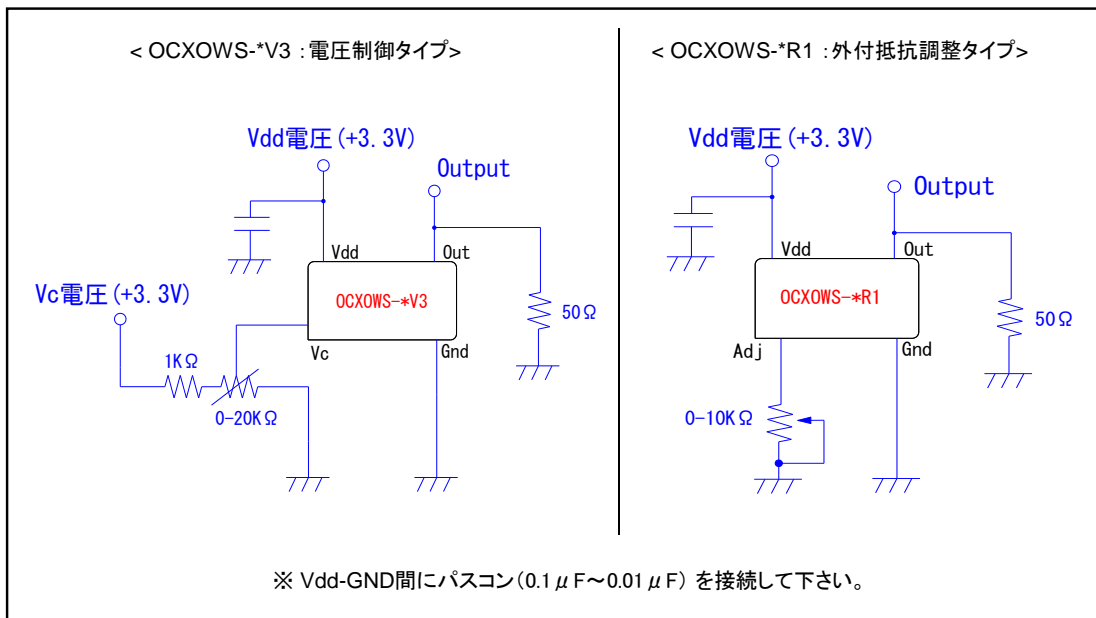 < OCXOWS-*V3 :電圧制御タイプ>
Vdd電圧(+3.3V)
Output
Vdd
Out
Vc電圧(+3.3V)
OCXOWS-*V3
50Ω
Vc
Gnd
1KΩ
0-20KΩ
< OCXOWS-*R1 :外付抵抗調整タイプ>
Vdd電圧(+3.3V)
Output
Vdd
Out
OCXOWS-*R1
50Ω
Adj
Gnd
0-10KΩ
※ Vdd-GND間にパスコン(0.1μF～0.01μF) を接続して下さい。